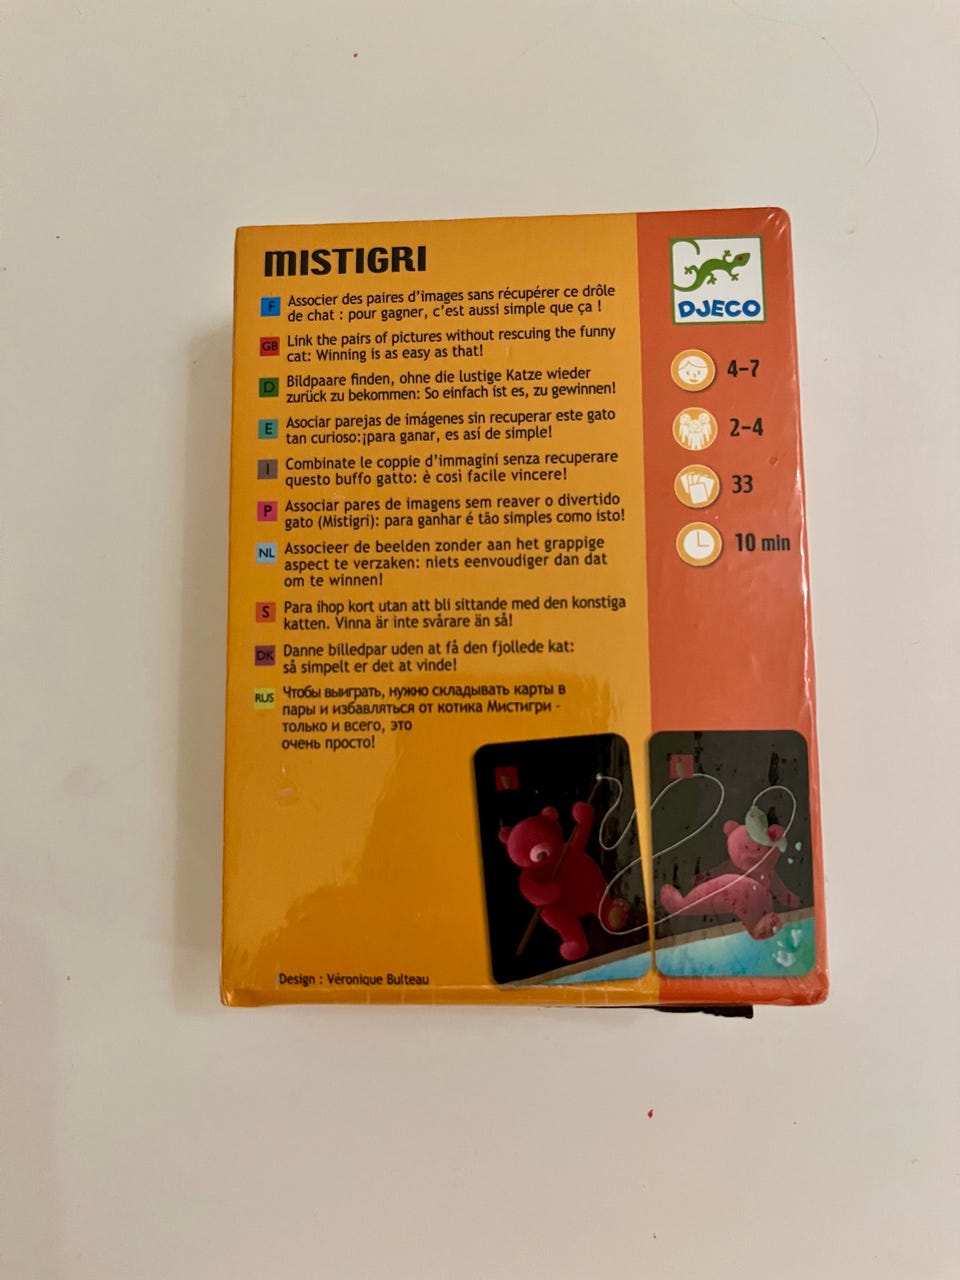 MISTIGRI
F Associer des paires d'images sans récupérer ce drôle
de chat : pour gagner, c'est aussi simple que ça !
GB Link the pairs of pictures without rescuing the funny
cat: Winning is as easy as that!
D Bildpaare finden, ohne die lustige Katze wieder
zurück zu bekommen: So einfach ist es, zu gewinnen!
E Asociar parejas de imágenes sin recuperar este gato
tan curioso:¡para ganar, es así de simple!
I Combinate le coppie d'immagini senza recuperare
questo buffo gatto: è così facile vincere!
P Associar pares de imagens sem reaver o divertido
gato (Mistigri): para ganhar é tão simples como isto!
NL Associeer de beelden zonder aan het grappige
aspect te verzaken: niets eenvoudiger dan dat
om te winnen!
S Para ihop kort utan att bli sittande med den konstiga
katten. Vinna är inte svårare än så!
DK Danne billedpar uden at få den fjollede kat:
så simpelt er det at vinde!
RUS Чтобы выиграть, нужно складывать карты в
пары и избавляться от котика Мистигри -
только и всего, это
очень просто!
Design : Véronique Bulteau
DJECO
4-7
2-4
33
10 min